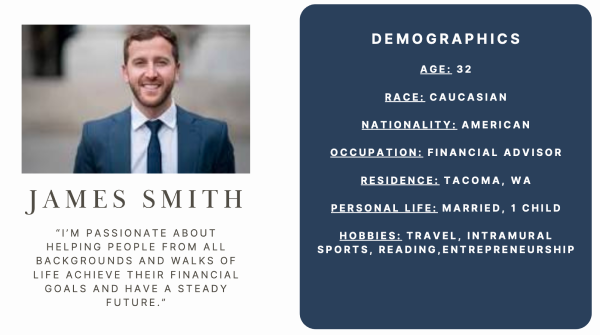 JAMES SMITH
"I'M PASSIONATE ABOUT
HELPING PEOPLE FROM ALL
BACKGROUNDS AND WALKS OF
LIFE ACHIEVE THEIR FINANCIAL
GOALS AND HAVE A STEADY
FUTURE."
DEMOGRAPHICS
AGE: 32
RACE: CAUCASIAN
NATIONALITY: AMERICAN
OCCUPATION: FINANCIAL ADVISOR
RESIDENCE: TACOMA, WA
PERSONAL LIFE: MARRIED, 1 CHILD
HOBBIES: TRAVEL, INTRAMURAL
SPORTS, READING,ENTREPRENEURSHIP